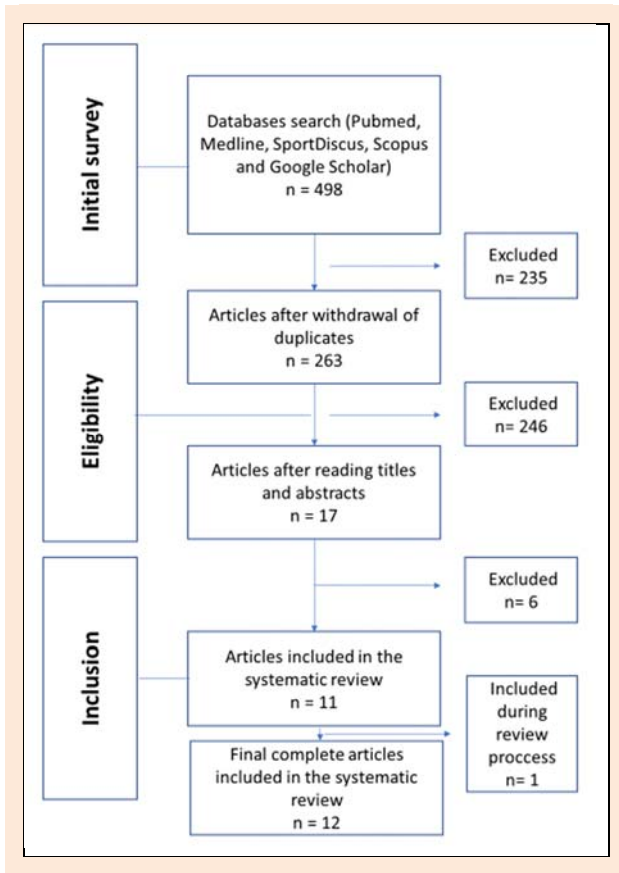 Initial survey
Databases search (Pubmed,
Medline, SportDiscus, Scopus
and Google Scholar)
n = 498
Excluded
n= 235
Articles after withdrawal of
duplicates
n = 263
Eligibility
Excluded
n= 246
Articles after reading titles
and abstracts
n = 17
Excluded
n= 6
Inclusion
Articles included in the
systematic review
n = 11
Included
during
review
proccess
n= 1
Final complete articles
included in the systematic
review
n = 12